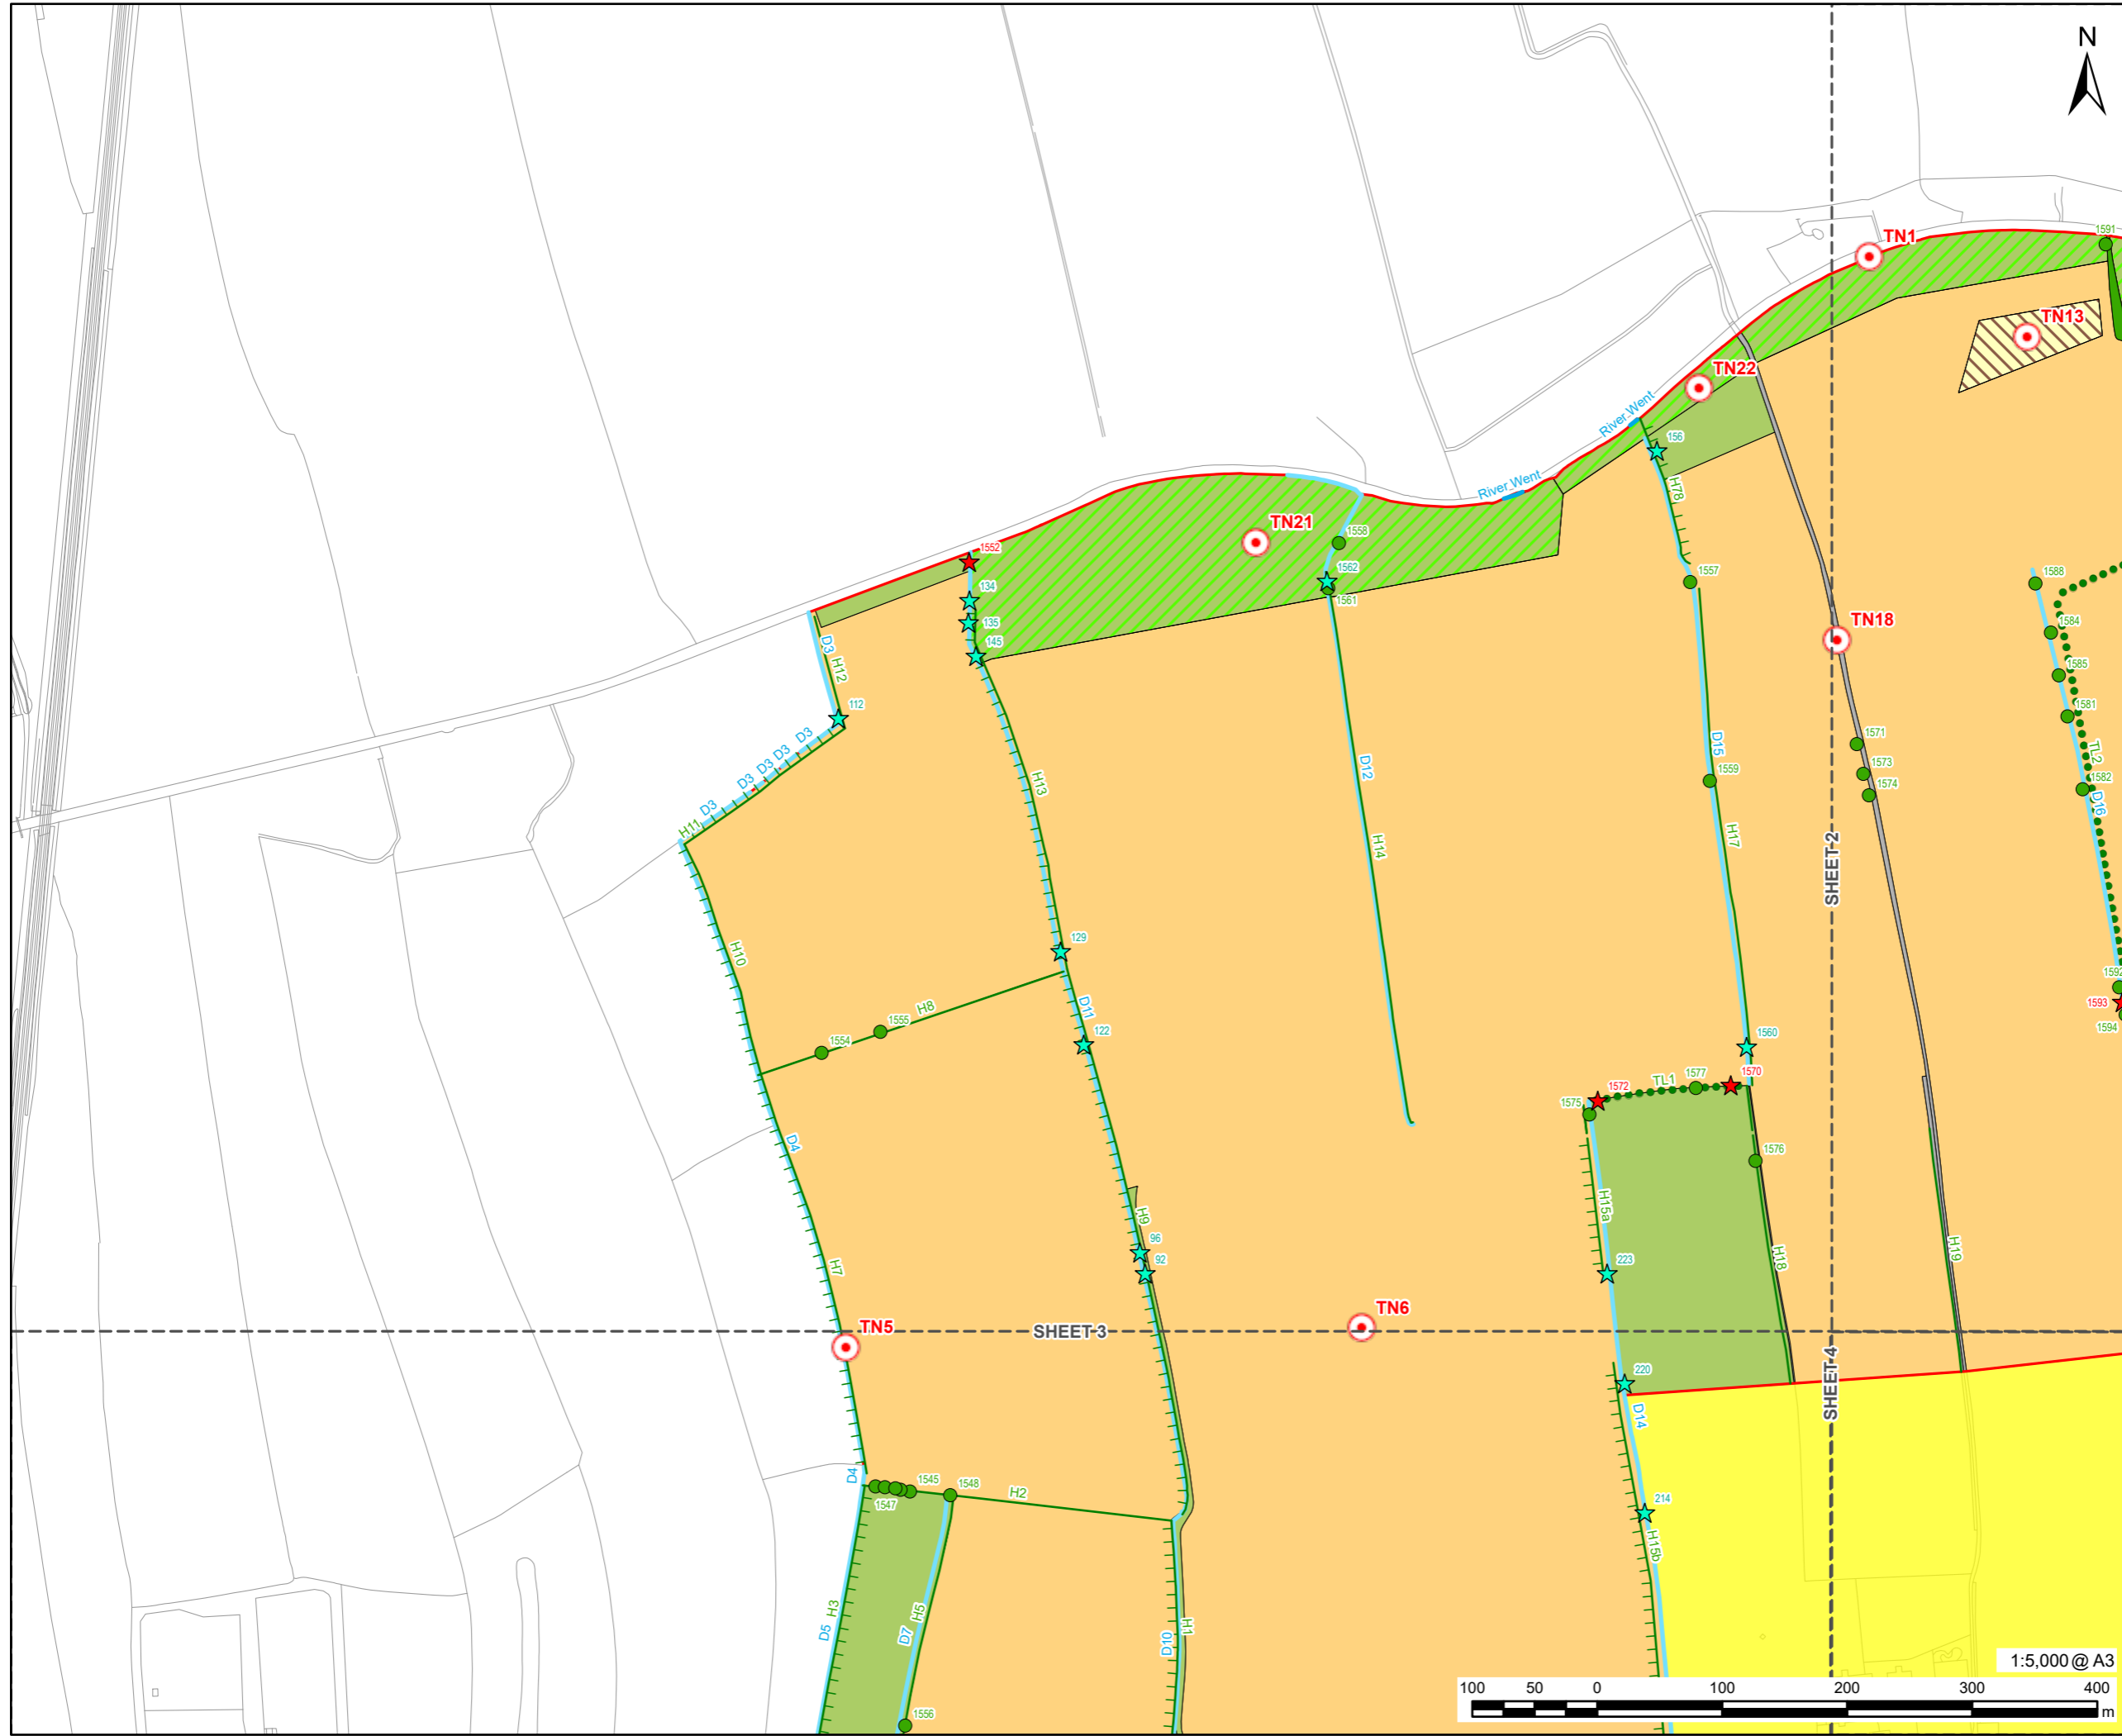 N
1591
TN1
TN13
TN22
River Went
156
River Went
H78
TN21
1558
1552
1562
1557
1588
134
1561
135
1584
TN18
145
D3
H12
1585
112
1581
1571
D3
D15
TL2
D3
D12
1573
D3
1559
H13
1574
1582
D3
D16
H11
H17
H14
SHEET 2
129
H10
1592
1593
H8
D11
1555
1594
122
1560
1554
1577
1570
TL1
1572
1575
D4
1576
H15a
H9
96
H18
H19
92
223
H7
TN6
TN5
SHEET 3
SHEET 4
220
D14
D4
1545
1548
H2
1547
214
H15b
H3
H5
D5
D7
D10
H1
1556
1:5,000 @ A3
100 50 0 100 200 300 400
m